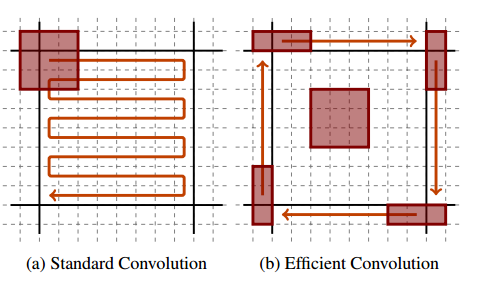 (a) Standard Convolution
(b) Efficient Convolution